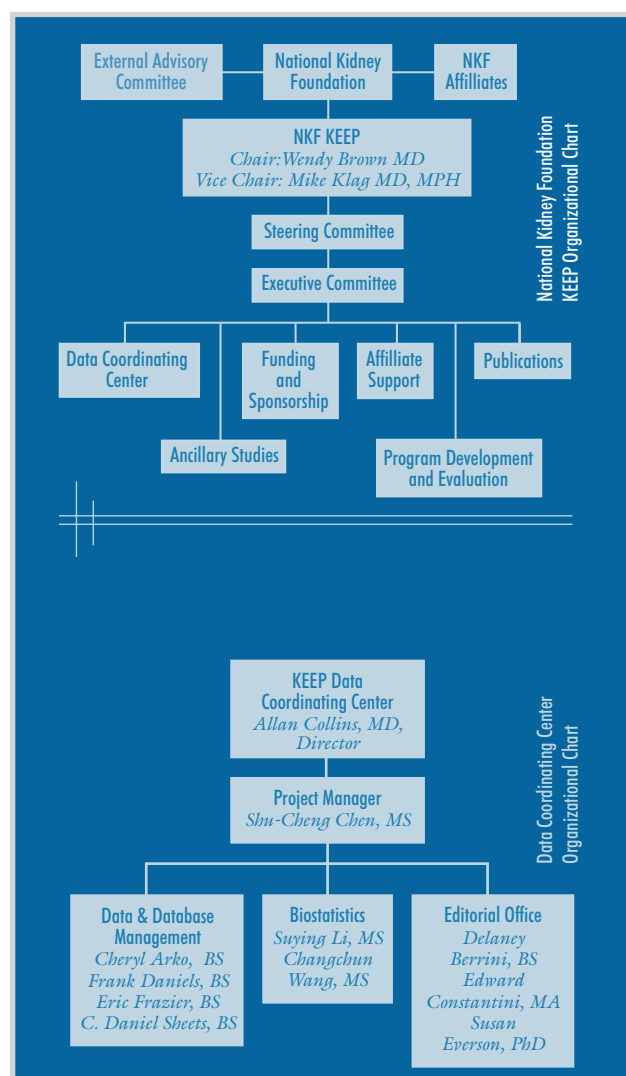 External Advisory
Committee
National Kidney
Foundation
NKF
Affiliates
NKF KEEP
Chair:Wendy Brown MD
Vice Chair: Mike Klag MD, MPH
Steering Committee
Executive Committee
Data Coordinating
Center
Funding
and
Sponsorship
Affiliate
Support
Publications
Ancillary Studies
Program Development
and Evaluation
National Kidney Foundation
KEEP Organizational Chart
KEEP Data
Coordinating Center
Allan Collins, MD,
Director
Project Manager
Shu-Cheng Chen, MS
Data & Database
Management
Cheryl Arko, BS
Frank Daniels, BS
Eric Frazier, BS
C. Daniel Sheets, BS
Biostatistics
Suying Li, MS
Changchun
Wang, MS
Editorial Office
Delaney
Berrini, BS
Edward
Constantini, MA
Susan
Everson, PhD
Data Coordinating Center
Organizational Chart